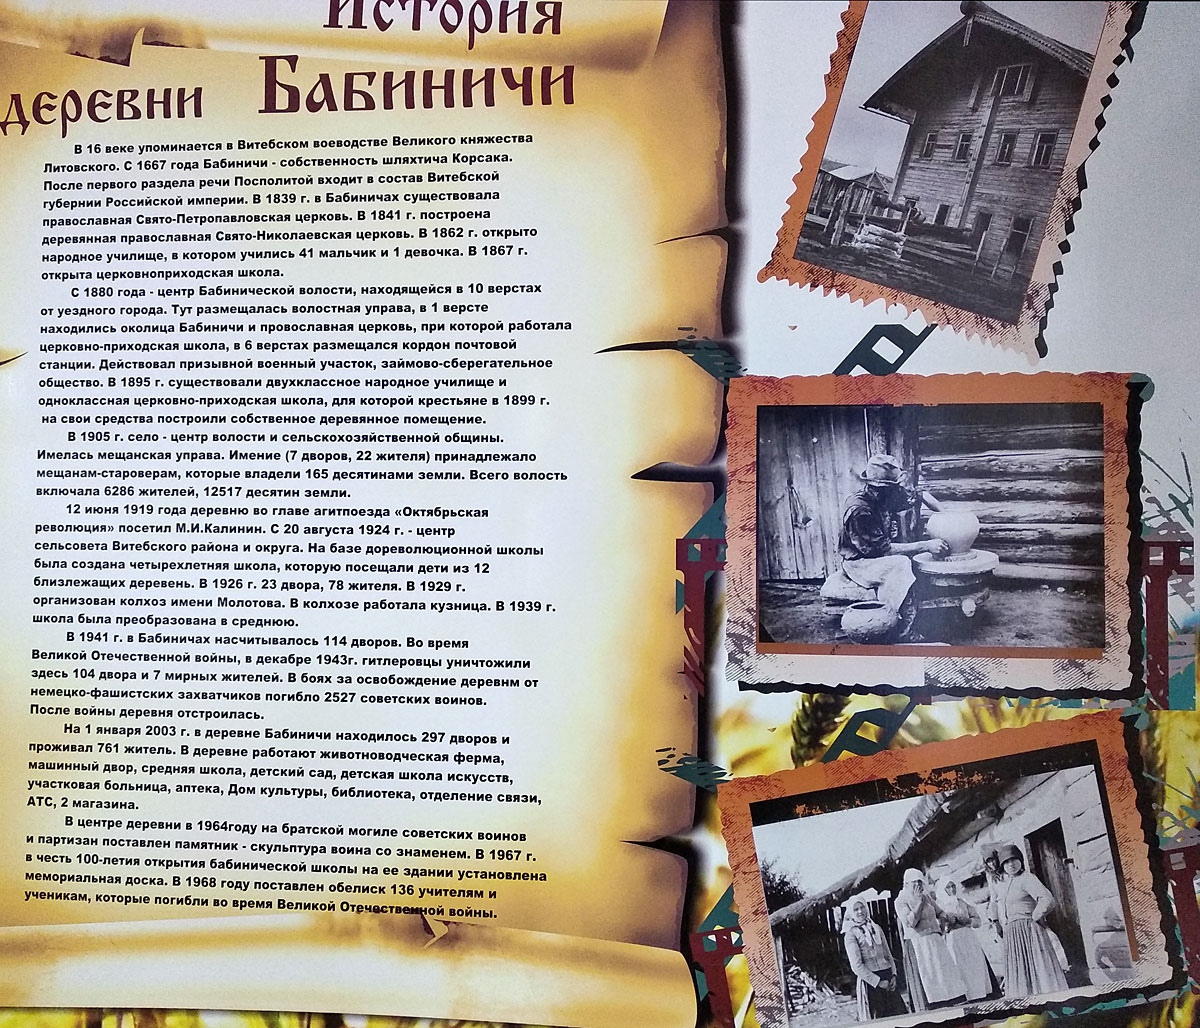 История
деревни Бабиничи
В 16 веке упоминается в Витебском воеводстве Великого княжества
Литовского. С 1667 года Бабиничи - собственность шляхтича Корсака.
После первого раздела речи Посполитой входит в состав Витебской
губернии Российской империи. В 1839 г. в Бабиничах существовала
православная Свято-Петропавловская церковь. В 1841 г. построена
деревянная православная Свято-Николаевская церковь. В 1862 г. открыто
народное училище, в котором учились 41 мальчик и 1 девочка. В 1867 г.
открыта церковноприходская школа.
С 1880 года - центр Бабинической волости, находящейся в 10 верстах
от уездного города. Тут размещалась волостная управа, в 1 версте
находились околица Бабиничи и провославная церковь, при которой работала
церковно-приходская школа, в 6 верстах размещался кордон почтовой
станции. Действовал призывной военный участок, займово-сберегательное
общество. В 1895 г. существовали двухклассное народное училище и
одноклассная церковно-приходская школа, для которой крестьяне в 1899 г.
на свои средства построили собственное деревянное помещение.
В 1905 г. село - центр волости и сельскохозяйственной общины.
Имелась мещанская управа. Имение (7 дворов, 22 жителя) принадлежало
мещанам-староверам, которые владели 165 десятинами земли. Всего волость
включала 6286 жителей, 12517 десятин земли.
12 июня 1919 года деревню во главе агитпоезда «Октябрьская
революция» посетил М.И.Калинин. С 20 августа 1924 г. - центр
сельсовета Витебского района и округа. На базе дореволюционной школы
была создана четырехлетняя школа, которую посещали дети из 12
близлежащих деревень. В 1926 г. 23 двора, 78 жителя. В 1929 г.
организован колхоз имени Молотова. В колхозе работала кузница. В 1939 г.
школа была преобразована в среднюю.
В 1941 г. в Бабиничах насчитывалось 114 дворов. Во время
Великой Отечественной войны, в декабре 1943г. гитлеровцы уничтожили
здесь 104 двора и 7 мирных жителей. В боях за освобождение деревнм от
немецко-фашистских захватчиков погибло 2527 советских воинов.
После войны деревня отстроилась.
На 1 января 2003 г. в деревне Бабиничи находилось 297 дворов и
проживал 761 житель. В деревне работают животноводческая ферма,
машинный двор, средняя школа, детский сад, детская школа искусств,
участковая больница, аптека, Дом культуры, библиотека, отделение связи,
АТС, 2 магазина.
В центре деревни в 1964году на братской могиле советских воинов
и партизан поставлен памятник - скульптура воина со знаменем. В 1967 г.
в честь 100-летия открытия бабинической школы на ее здании установлена
мемориальная доска. В 1968 году поставлен обелиск 136 учителям и
ученикам, которые погибли во время Великой Отечественной войны.